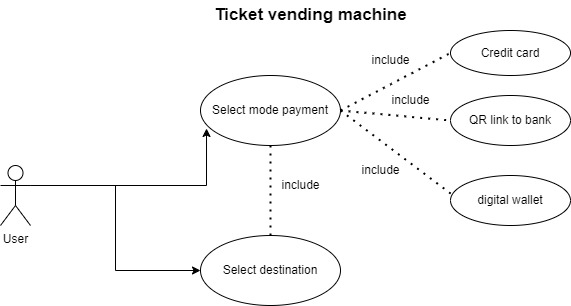 Ticket vending machine
Credit card
include
Select mode payment
include
QR link to bank
include
include
digital wallet
User
Select destination